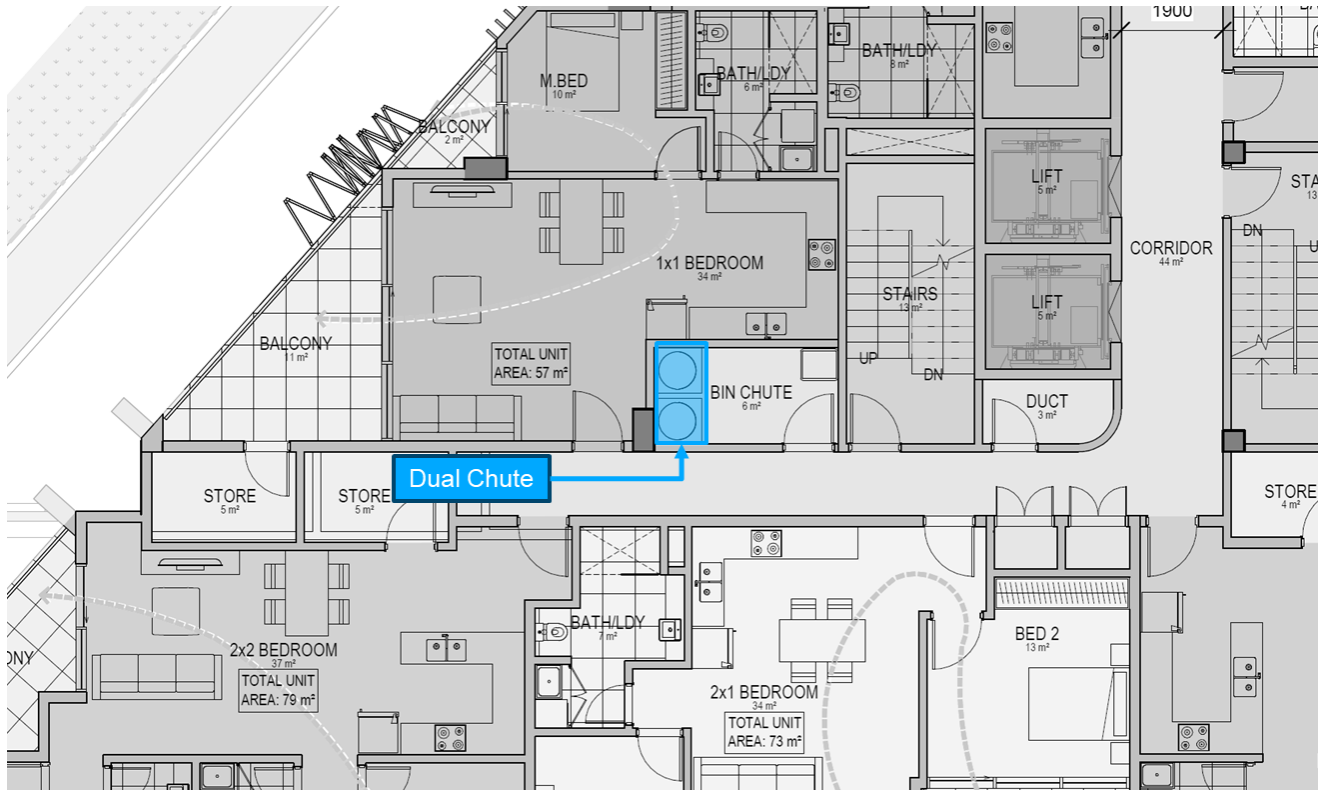 1900
M.BED
10 m²
BATH/LDY
6 m²
BATH/LDY
8 m²
BALCONY
2 m²
LIFT
5 m²
DN
CORRIDOR
44 m²
1x1 BEDROOM
34 m²
STAIRS
13 m²
LIFT
5 m²
BALCONY
11 m²
TOTAL UNIT
AREA: 57 m²
UP
DN
BIN CHUTE
6 m²
DUCT
3 m²
Dual Chute
STORE
5 m²
STORE
5 m²
STORE
4 m²
BATH/LDY
7 m²
BED 2
13 m²
2x2 BEDROOM
37 m²
TOTAL UNIT
AREA: 79 m²
2x1 BEDROOM
34 m²
TOTAL UNIT
AREA: 73 m²